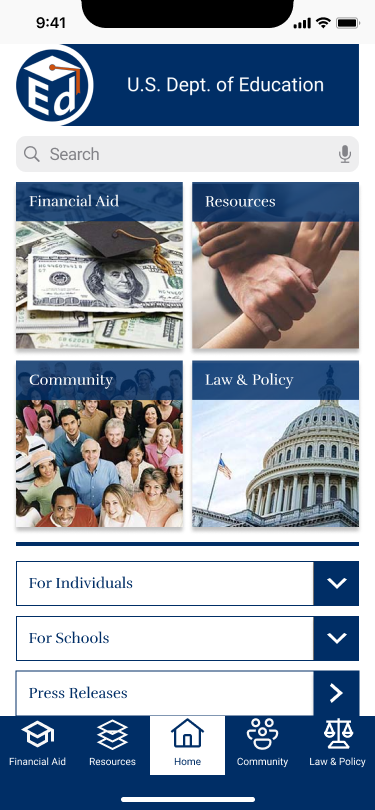 9:41
Ed
U.S. Dept. of Education
Search
Financial Aid
Resources
Community
Law & Policy
For Individuals
For Schools
Press Releases
Financial Aid
Resources
Home
Community
Law & Policy